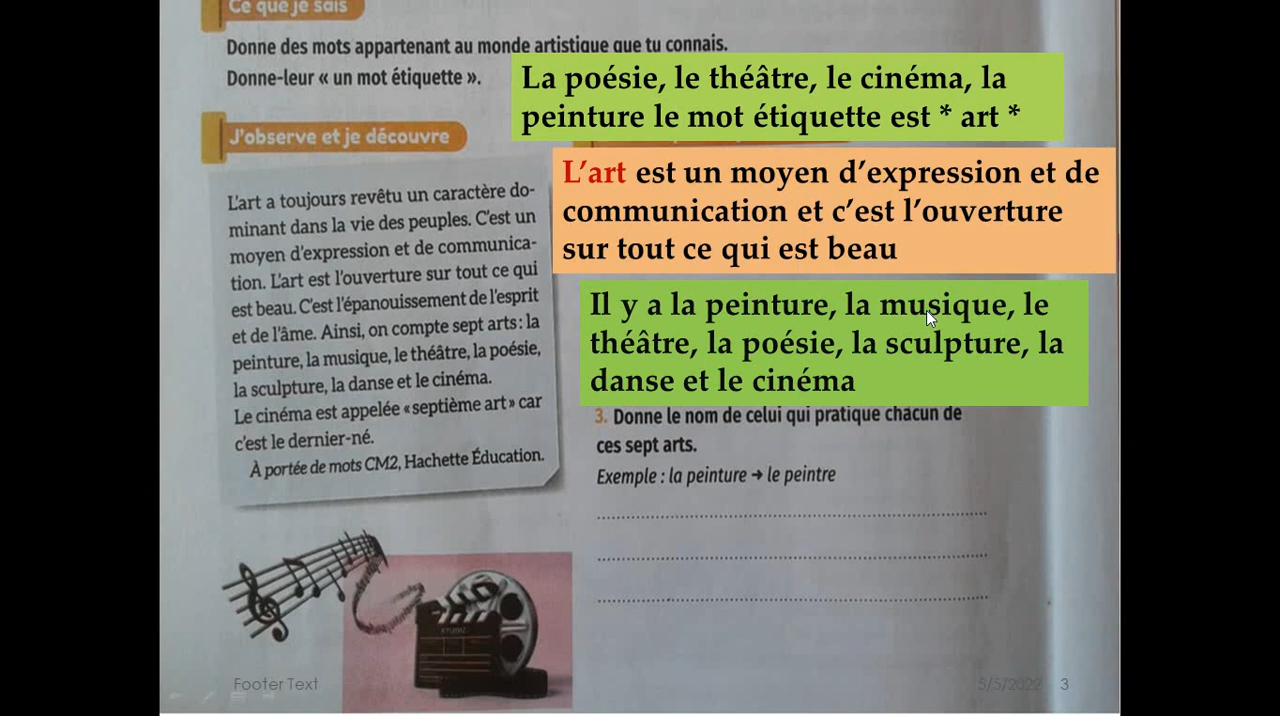 Ce que je sais
Donne des mots appartenant au monde artistique que tu connais.
Donne-leur « un mot étiquette ».
La poésie, le théâtre, le cinéma, la
peinture le mot étiquette est * art *
J'observe et je découvre
L'art a toujours revêtu un caractère do-
minant dans la vie des peuples. C'est un
moyen d'expression et de communica-
tion. L'art est l'ouverture sur tout ce qui
est beau. C'est l'épanouissement de l'esprit
et de l'âme. Ainsi, on compte sept arts : la
peinture, la musique, le théâtre, la poésie,
la sculpture, la danse et le cinéma.
Le cinéma est appelée « septième art » car
c'est le dernier-né.
À portée de mots CM2, Hachette Éducation.
L'art est un moyen d'expression et de
communication et c'est l'ouverture
sur tout ce qui est beau
Il y a la peinture, la musique, le
théâtre, la poésie, la sculpture, la
danse et le cinéma
3. Donne le nom de celui qui pratique chacun de
ces sept arts.
Exemple : la peinture → le peintre
STUDIO
Footer Text
5/5/2022
3